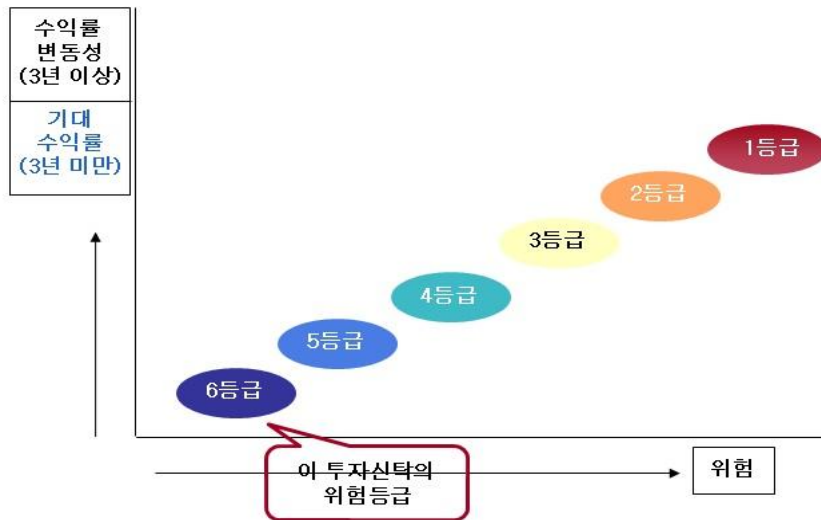 수익률
변동성
(3년 이상)
기대
수익률
(3년 미만)
1등급
2등급
3등급
4등급
5등급
6등급
이 투자신탁의
위험등급
위험